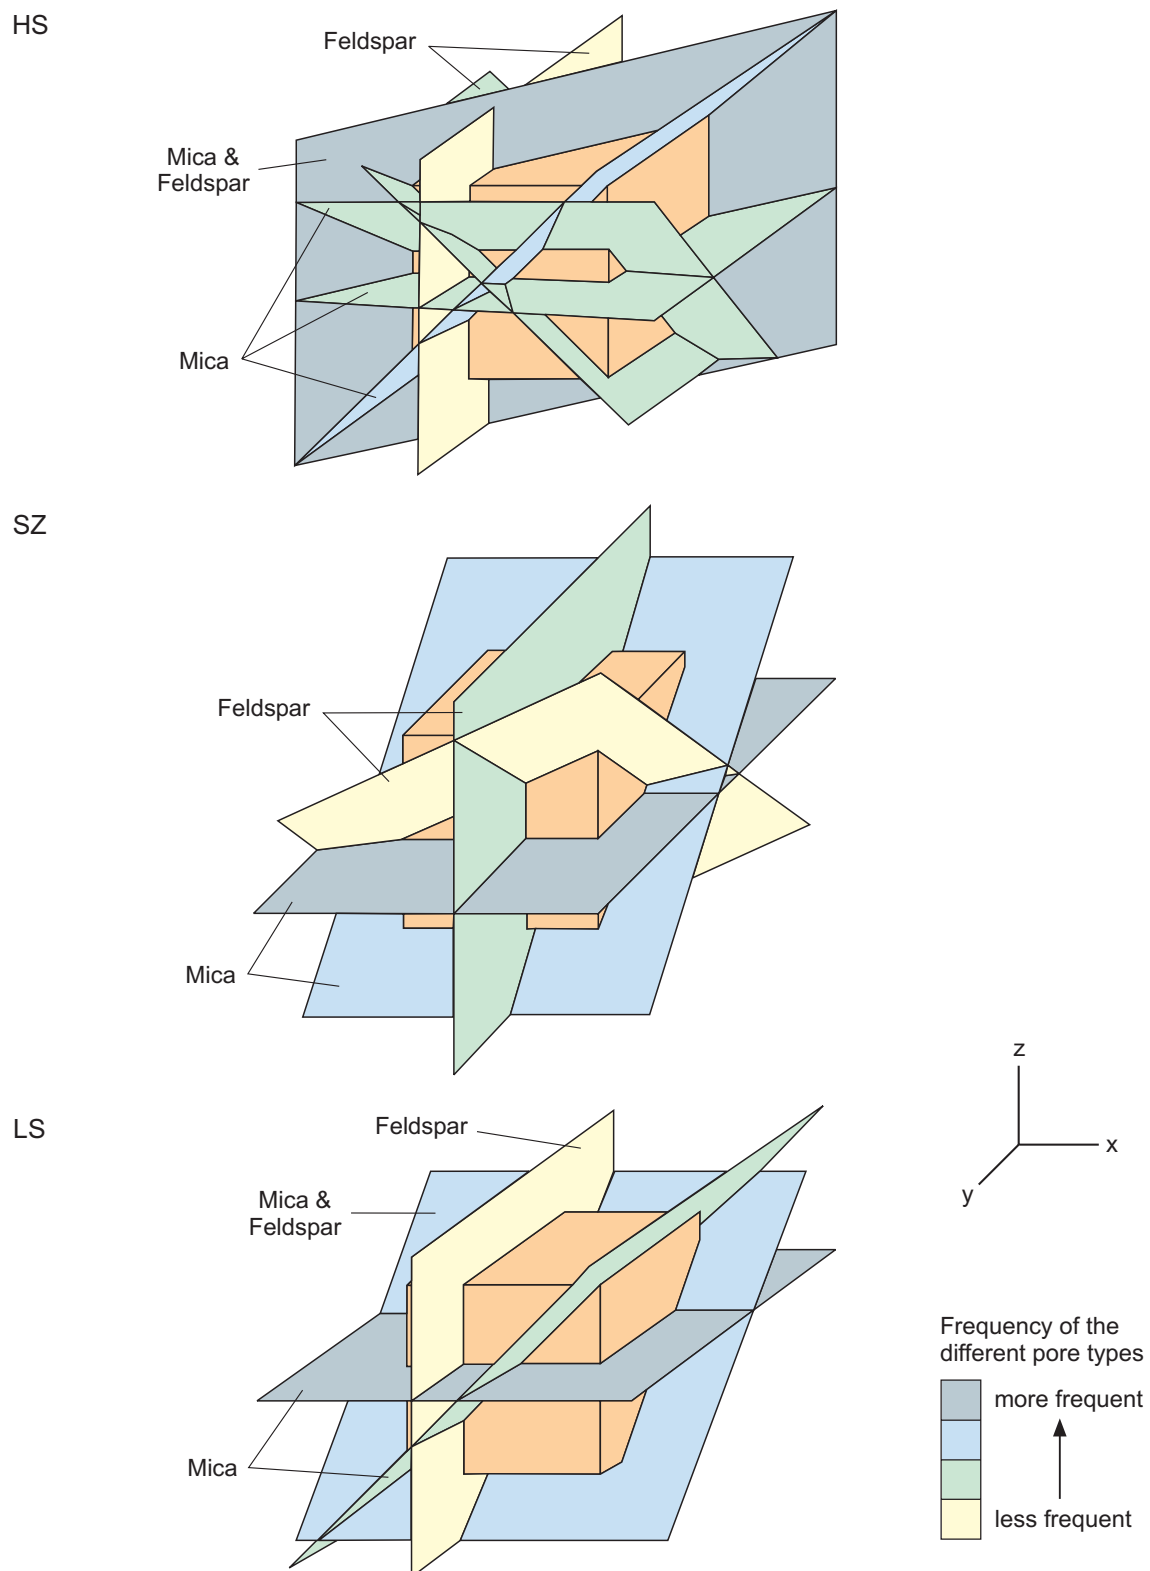 HS
Feldspar
Mica &
Feldspar
Mica
SZ
Feldspar
Mica
z
x
y
LS
Feldspar
Mica &
Feldspar
Mica
Frequency of the
different pore types
more frequent
less frequent